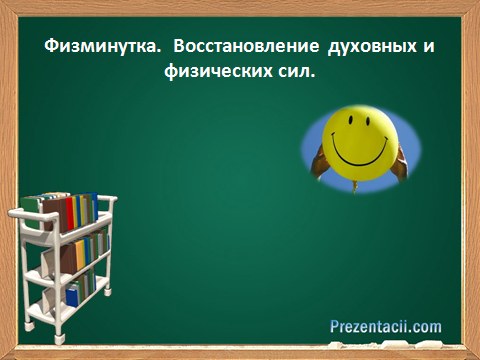 Физминутка. Восстановление духовных и
физических сил.
Prezentacii.com